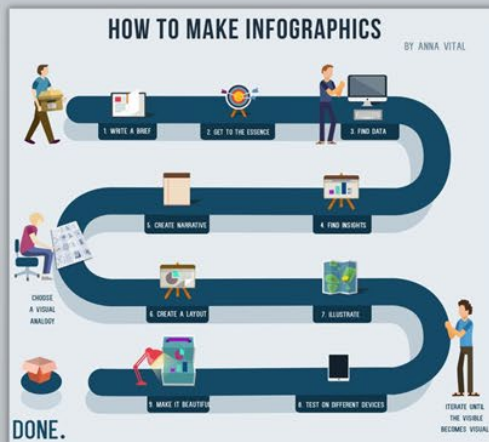 HOW TO MAKE INFOGRAPHICS
BY ANNA VITAL
1. WRITE A BRIEF
2. GET TO THE ESSENCE
3. FIND DATA
4. FIND INSIGHTS
5. CREATE NARRATIVE
CHOOSE
A VISUAL
ANALOGY
6. CREATE A LAYOUT
7. ILLUSTRATE
ITERATE UNTIL
THE VISIBLE
BECOMES VISUAL
8. TEST ON DIFFERENT DEVICES
9. MAKE IT BEAUTIFUL
DONE.